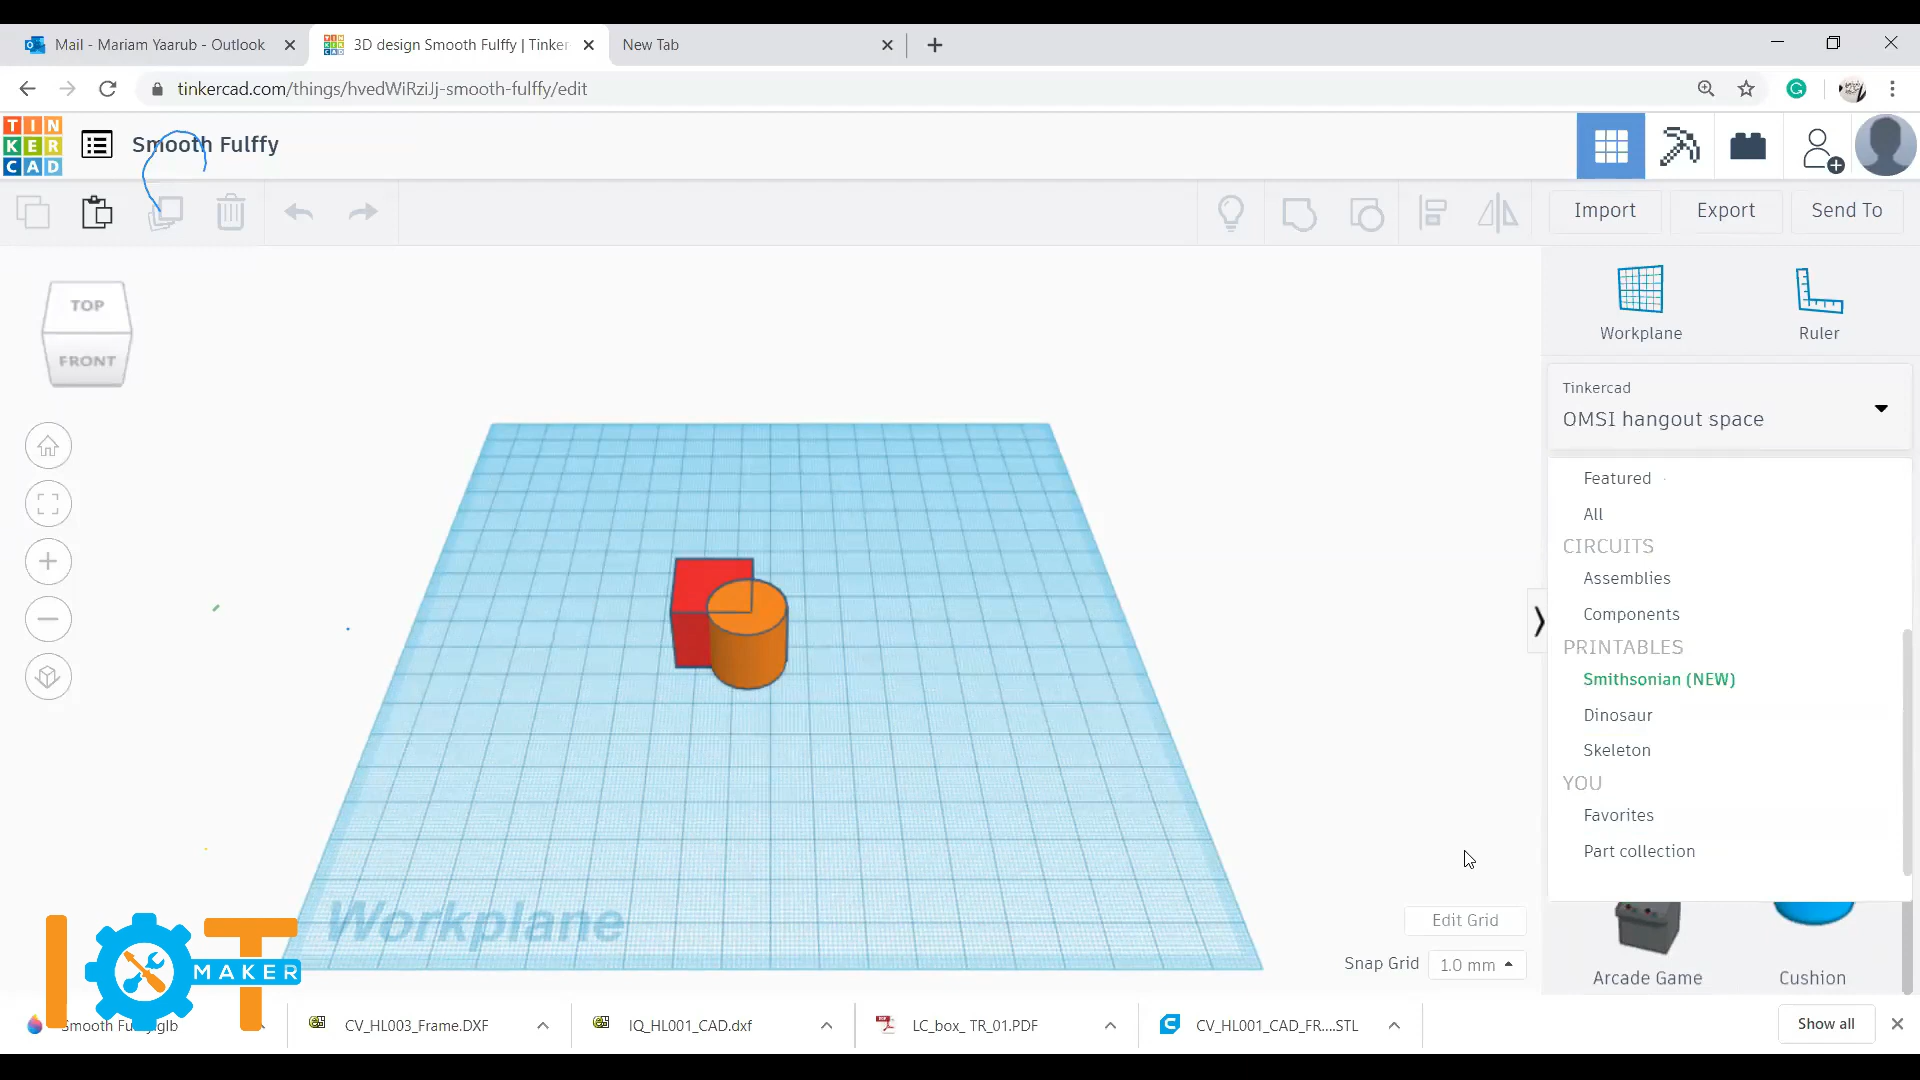 Mail - Mariam Yaarub - Outlook
3D design Smooth Fulffy | Tinker
New Tab
tinkercad.com/things/hvedWiRziJj-smooth-fulffy/edit
TIN
KER
CAD
Smooth Fulffy
Import
Export
Send To
TOP
FRONT
Workplane
Ruler
Tinkercad
OMSI hangout space
Featured
All
CIRCUITS
Assemblies
Components
PRINTABLES
Smithsonian (NEW)
Dinosaur
Skeleton
YOU
Favorites
Part collection
Workplane
Edit Grid
Snap Grid
1.0 mm
Arcade Game
Cushion
IoT
MAKER
CV_HL003_Frame.DXF
IQ_HL001_CAD.dxf
LC_box_ TR_01.PDF
CV_HL001_CAD_FR....STL
Show all